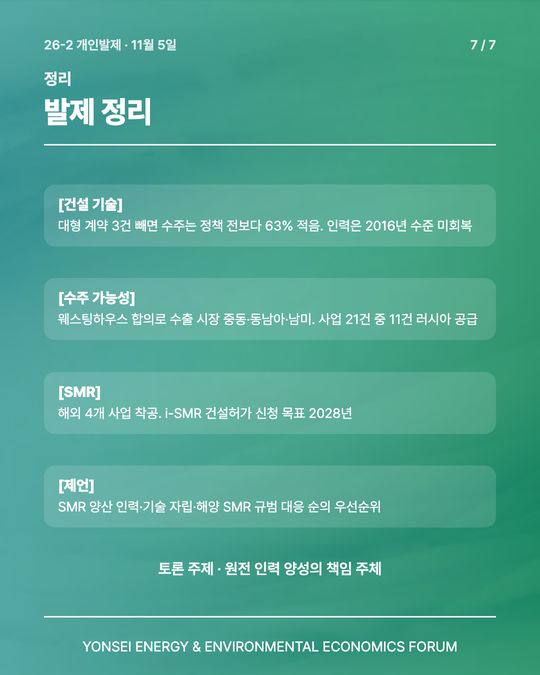 26-2 개인발제 · 11월 5일
7 / 7
정리
발제 정리
[건설 기술]
대형 계약 3건 빼면 수주는 정책 전보다 63% 적음. 인력은 2016년 수준 미회복
[수주 가능성]
웨스팅하우스 합의로 수출 시장 중동·동남아·남미. 사업 21건 중 11건 러시아 공급
[SMR]
해외 4개 사업 착공. i-SMR 건설허가 신청 목표 2028년
[제언]
SMR 양산 인력·기술 자립·해양 SMR 규범 대응 순의 우선순위
토론 주제 · 원전 인력 양성의 책임 주체
YONSEI ENERGY & ENVIRONMENTAL ECONOMICS FORUM